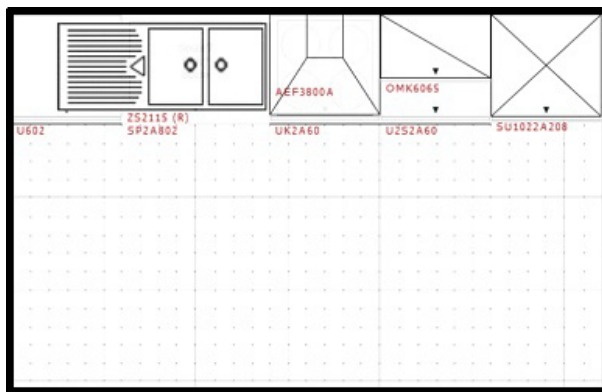 AEF3800A
OMK6065
ZS211S (R)
U602
SP2A802
UK2A60
U2S2A60
SU1022A208